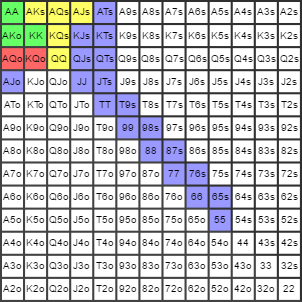 AA AKs AQs AJs ATs A9s A8s A7s A6s A5s A4s A3s A2s
AKo KK KQs KJs KTs K9s K8s K7s K6s K5s K4s K3s K2s
AQo KQo QQ QJs QTs Q9s Q8s Q7s Q6s Q5s Q4s Q3s Q2s
AJo KJo QJo JJ JTs J9s J8s J7s J6s J5s J4s J3s J2s
ATo KTo QTo JTo TT T9s T8s T7s T6s T5s T4s T3s T2s
A9o K9o Q9o J9o T9o 99 98s 97s 96s 95s 94s 93s 92s
A8o K8o Q8o J8o T8o 98o 88 87s 86s 85s 84s 83s 82s
A7o K7o Q7o J7o T7o 97o 87o 77 76s 75s 74s 73s 72s
A6o K6o Q6o J6o T6o 96o 86o 76o 66 65s 64s 63s 62s
A5o K5o Q5o J5o T5o 95o 85o 75o 65o 55 54s 53s 52s
A4o K4o Q4o J4o T4o 94o 84o 74o 64o 54o 44 43s 42s
A3o K3o Q3o J3o T3o 93o 83o 73o 63o 53o 43o 33 32s
A2o K2o Q2o J2o T2o 92o 82o 72o 62o 52o 42o 32o 22